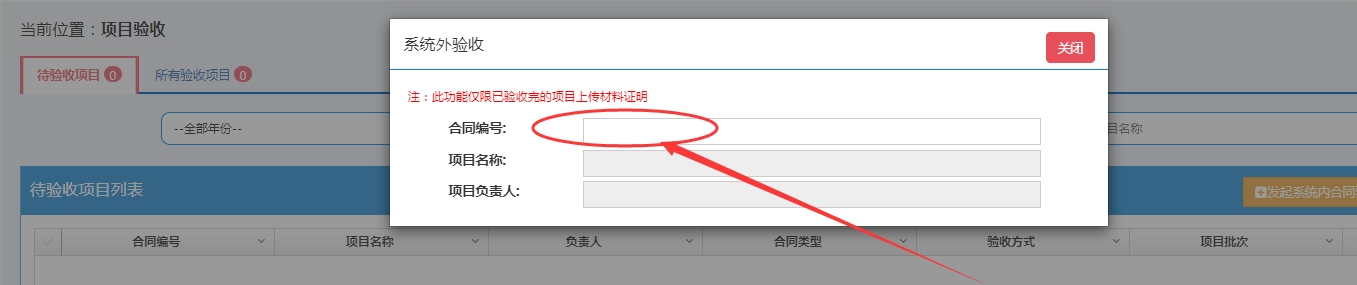 当前位置：项目验收
系统外验收
关闭
待验收项目 0
所有验收项目 0
注：此功能仅限已验收完的项目上传材料证明
--全部年份--
合同编号:
目名称
项目名称:
项目负责人:
待验收项目列表
发起系统内合同
合同编号
项目名称
负责人
合同类型
验收方式
项目批次